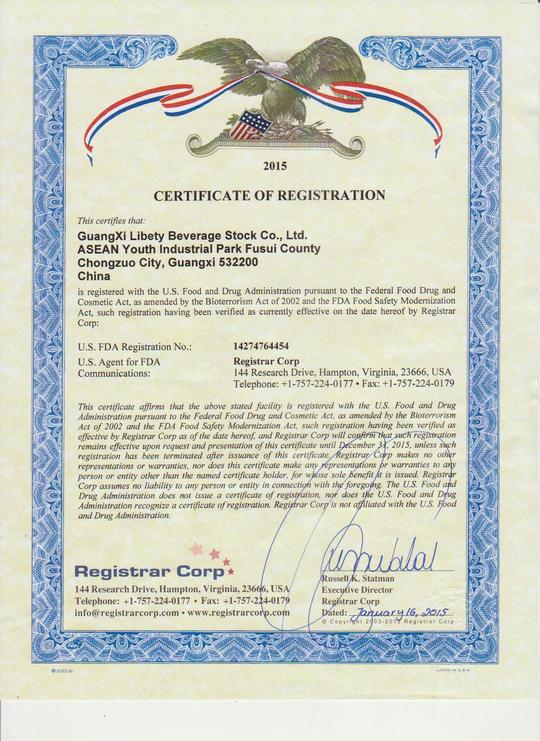 2015
CERTIFICATE OF REGISTRATION
This certifies that:
GuangXi Libety Beverage Stock Co., Ltd.
ASEAN Youth Industrial Park Fusui County
Chongzuo City, Guangxi 532200
China
is registered with the U.S. Food and Drug Administration pursuant to the Federal Food Drug and
Cosmetic Act, as amended by the Bioterrorism Act of 2002 and the FDA Food Safety Modernization
Act, such registration having been verified as currently effective on the date hereof by Registrar
Corp:
U.S. FDA Registration No.: 14274764454
U.S. Agent for FDA Registrar Corp
Communications: 144 Research Drive, Hampton, Virginia, 23666, USA
Telephone: +1-757-224-0177 • Fax: +1-757-224-0179
This certificate affirms that the above stated facility is registered with the U.S. Food and Drug
Administration pursuant to the Federal Food Drug and Cosmetic Act, as amended by the Bioterrorism
Act of 2002 and the FDA Food Safety Modernization Act, such registration having been verified as
effective by Registrar Corp as of the date hereof, and Registrar Corp will confirm that such registration
remains effective upon request and presentation of this certificate until December 31, 2015, unless such
registration has been terminated after issuance of this certificate. Registrar Corp makes no other
representations or warranties, nor does this certificate make any representations or warranties to any
person or entity other than the named certificate holder, for whose sole benefit it is issued. Registrar
Corp assumes no liability to any person or entity in connection with the foregoing. The U.S. Food and
Drug Administration does not issue a certificate of registration, nor does the U.S. Food and Drug
Administration recognize a certificate of registration. Registrar Corp is not affiliated with the U.S. Food
and Drug Administration.
Registrar Corp
144 Research Drive, Hampton, Virginia, 23666, USA
Telephone: +1-757-224-0177 • Fax: +1-757-224-0179
info@registrarcorp.com • www.registrarcorp.com
Russell K. Statman
Executive Director
Registrar Corp
Dated: January 16, 2015
© Copyright 2003-2015 Registrar Corp
LITHO IN U.S.A.